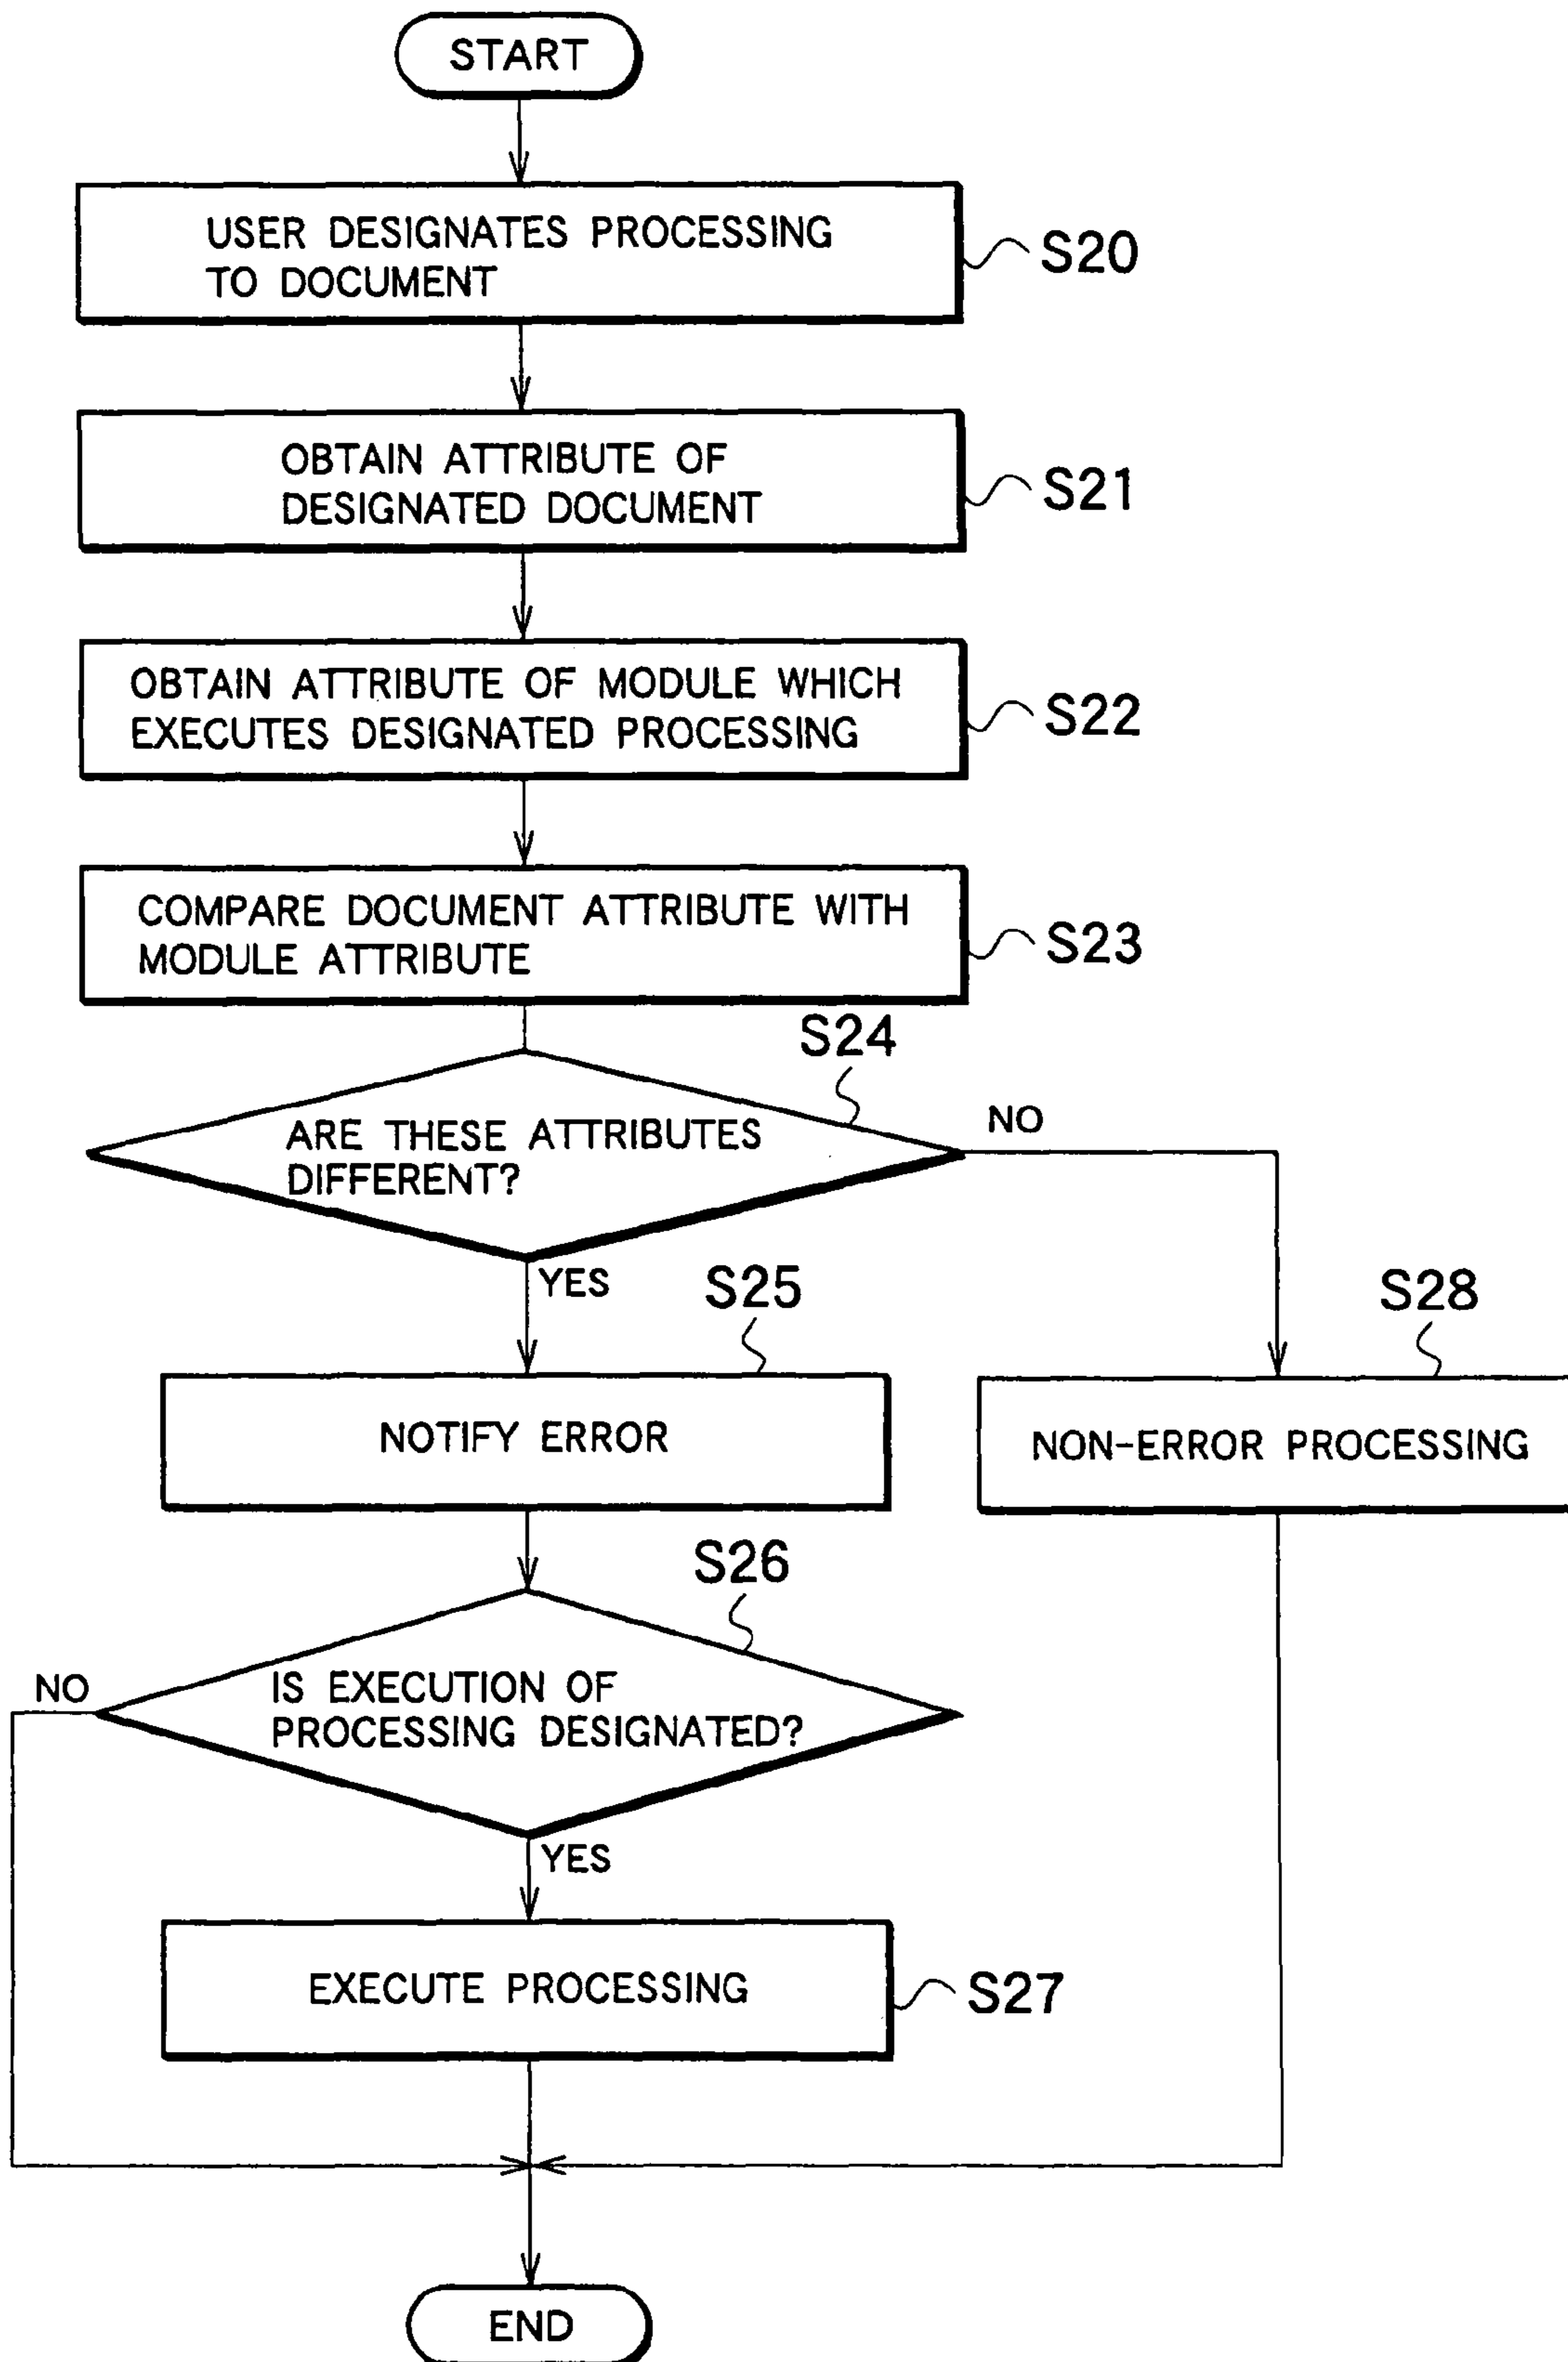 START
USER DESIGNATES PROCESSING
TO DOCUMENT
S20
OBTAIN ATTRIBUTE OF
DESIGNATED DOCUMENT
S21
OBTAIN ATTRIBUTE OF MODULE WHICH
EXECUTES DESIGNATED PROCESSING
S22
COMPARE DOCUMENT ATTRIBUTE WITH
MODULE ATTRIBUTE
S23
S24
ARE THESE ATTRIBUTES
DIFFERENT?
NO
YES
S25
S28
NOTIFY ERROR
NON-ERROR PROCESSING
S26
NO
IS EXECUTION OF
PROCESSING DESIGNATED?
YES
EXECUTE PROCESSING
S27
END